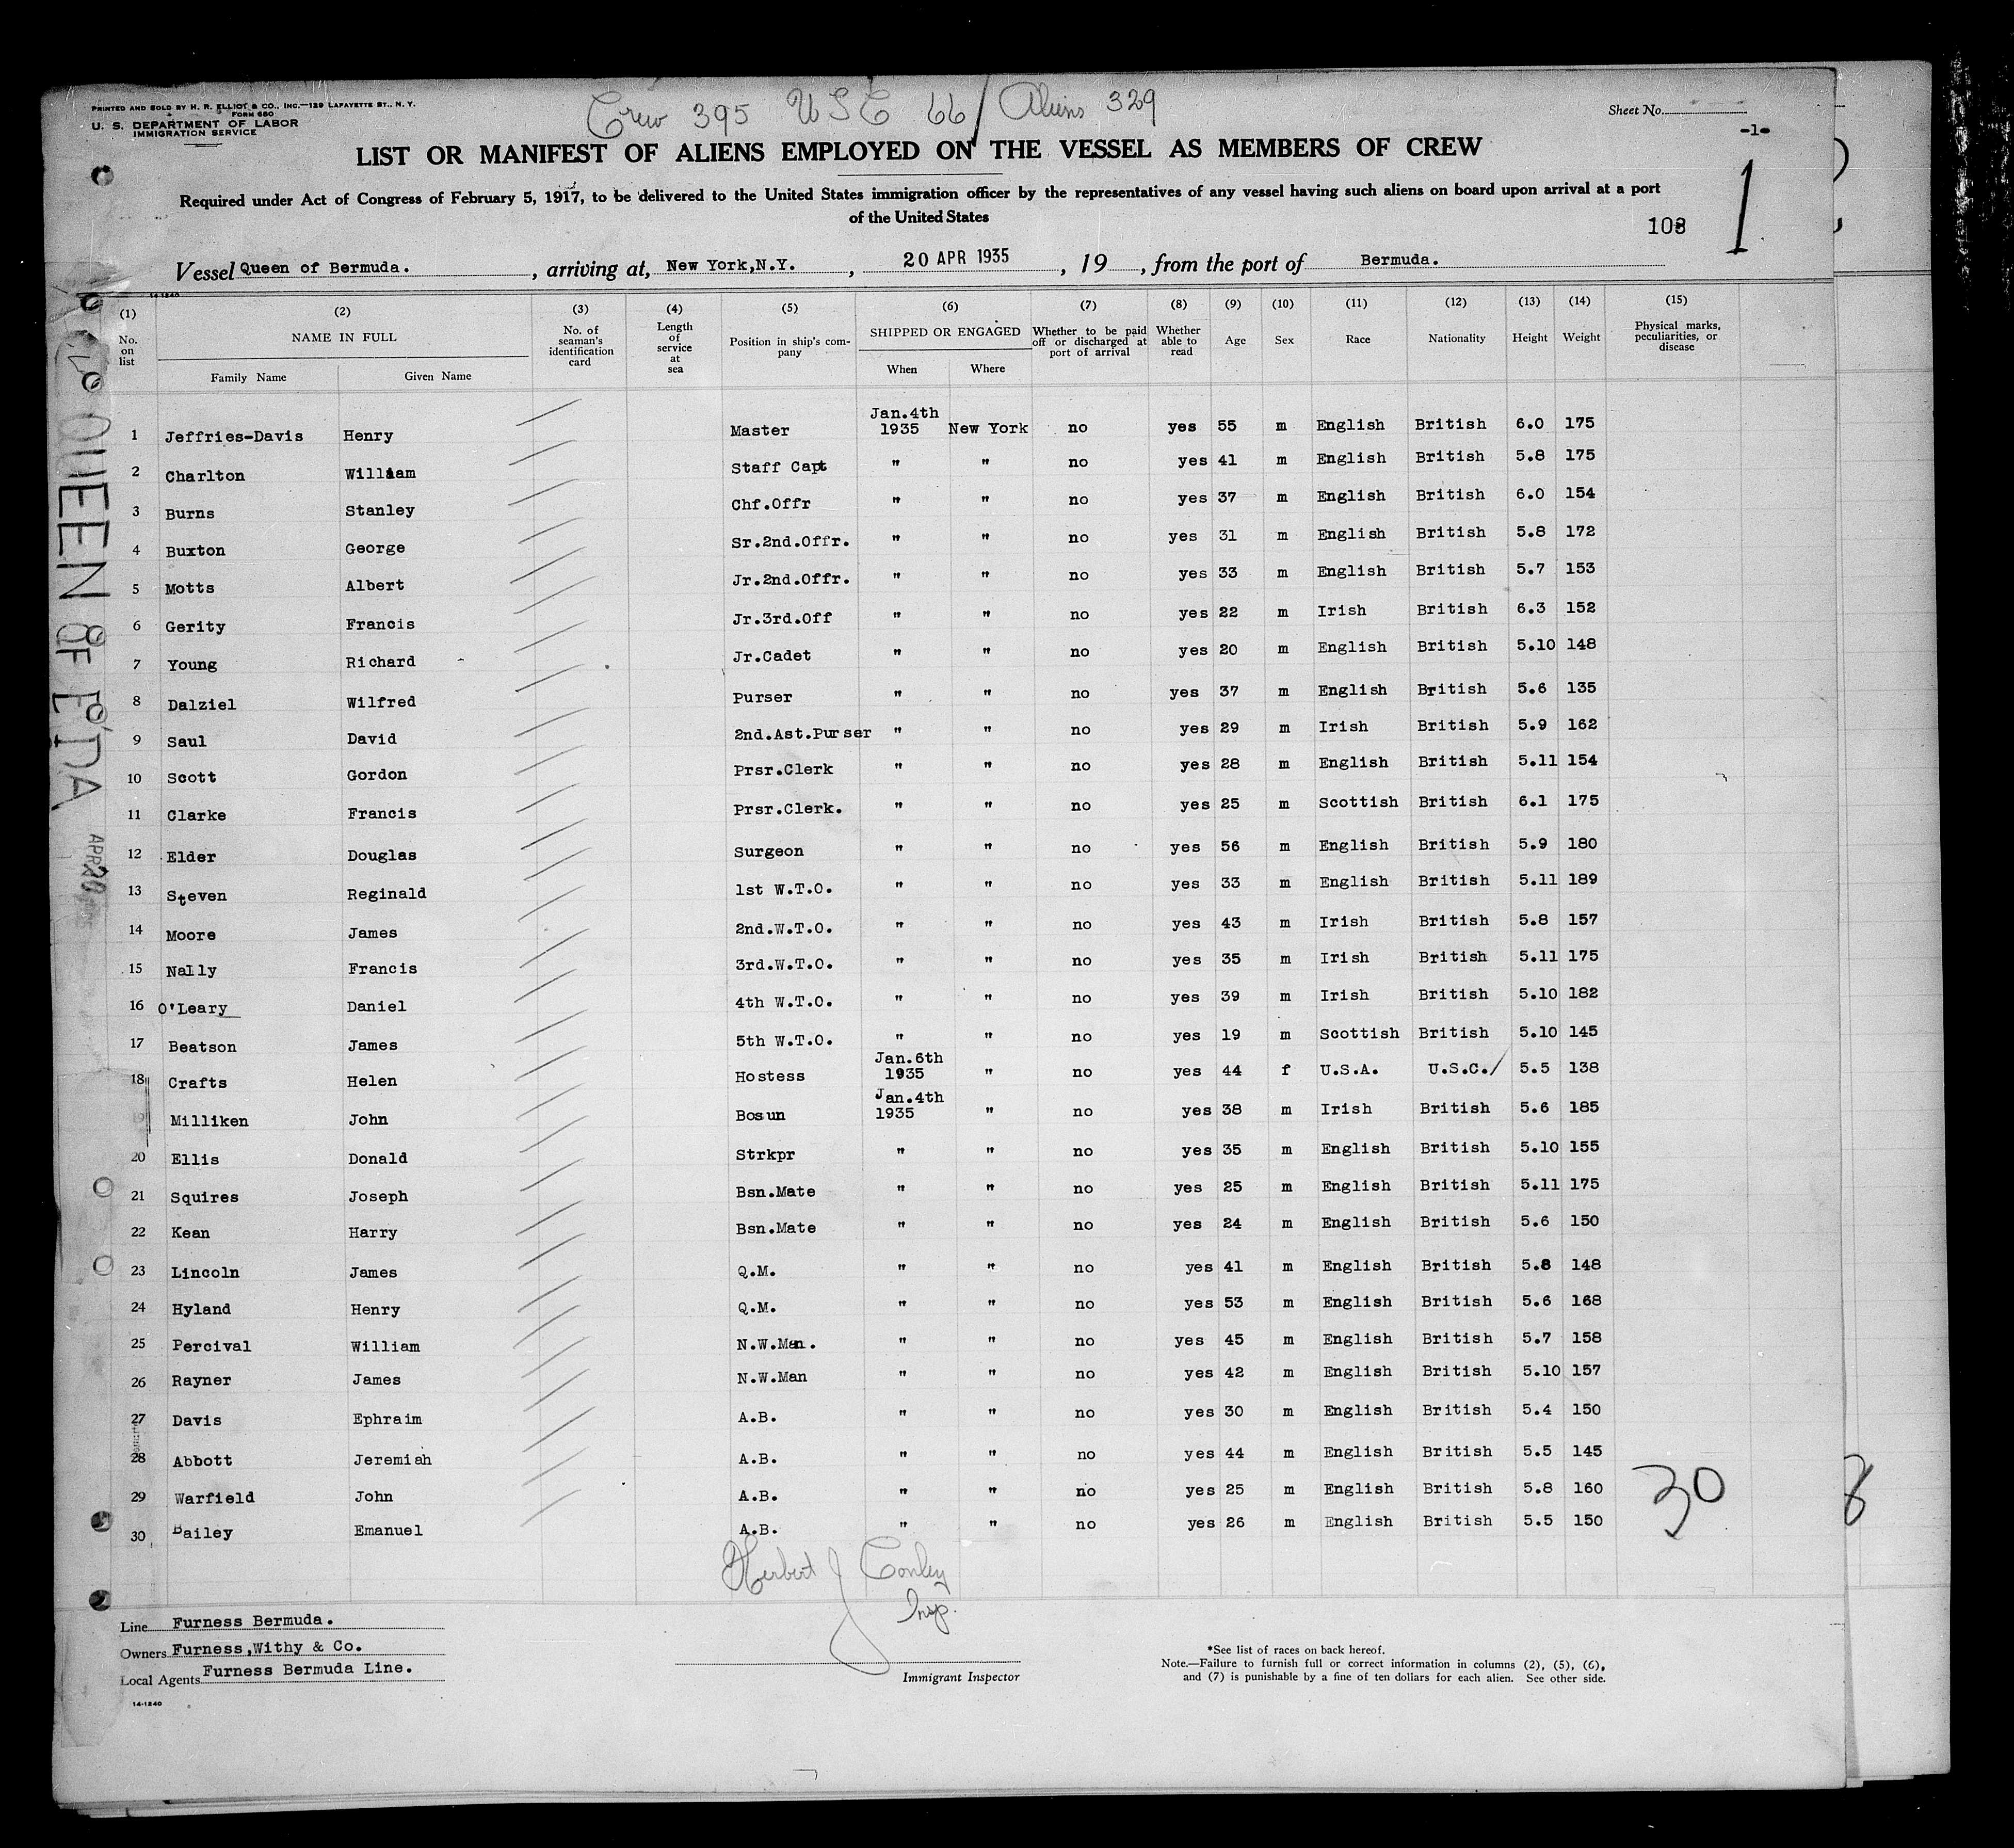 PRINTED AND SOLD BY H. R. ELLIOT & CO., INC.—129 LAFAYETTE ST., N. Y.
FORM 680
U. S. DEPARTMENT OF LABOR
IMMIGRATION SERVICE
Crew 395 USC 66 / Aliens 329
Sheet No.
-1-
LIST OR MANIFEST OF ALIENS EMPLOYED ON THE VESSEL AS MEMBERS OF CREW
Required under Act of Congress of February 5, 1917, to be delivered to the United States immigration officer by the representatives of any vessel having such aliens on board upon arrival at a port
of the United States
1
Vessel Queen of Bermuda. , arriving at, New York,N.Y. , 20 APR 1935 , 19 , from the port of Bermuda.
14-1240
(1) No. on list (2) NAME IN FULL Family Name Given Name (3) No. of seaman's identification card (4) Length of service at sea (5) Position in ship's company (6) SHIPPED OR ENGAGED When Where (7) Whether to be paid off or discharged at port of arrival (8) Whether able to read (9) Age (10) Sex (11) Race (12) Nationality (13) Height (14) Weight (15) Physical marks, peculiarities, or disease
1 Jeffries-Davis Henry Master Jan.4th 1935 New York no yes 55 m English British 6.0 175
2 Charlton William Staff Capt " " no yes 41 m English British 5.8 175
3 Burns Stanley Chf.Offr " " no yes 37 m English British 6.0 154
4 Buxton George Sr.2nd.Offr. " " no yes 31 m English British 5.8 172
5 Motts Albert Jr.2nd.Offr. " " no yes 33 m English British 5.7 153
6 Gerity Francis Jr.3rd.Off " " no yes 22 m Irish British 6.3 152
7 Young Richard Jr.Cadet " " no yes 20 m English British 5.10 148
8 Dalziel Wilfred Purser " " no yes 37 m English British 5.6 135
9 Saul David 2nd.Ast.Purser " " no yes 29 m Irish British 5.9 162
10 Scott Gordon Prsr.Clerk " " no yes 28 m English British 5.11 154
11 Clarke Francis Prsr.Clerk. " " no yes 25 m Scottish British 6.1 175
12 Elder Douglas Surgeon " " no yes 56 m English British 5.9 180
13 Steven Reginald 1st W.T.O. " " no yes 33 m English British 5.11 189
14 Moore James 2nd.W.T.O. " " no yes 43 m Irish British 5.8 157
15 Nally Francis 3rd.W.T.O. " " no yes 35 m Irish British 5.11 175
16 O'Leary Daniel 4th W.T.O. " " no yes 39 m Irish British 5.10 182
17 Beatson James 5th W.T.O. " " no yes 19 m Scottish British 5.10 145
18 Crafts Helen Hostess Jan.6th 1935 " no yes 44 f U.S.A. U.S.C./ 5.5 138
19 Milliken John Bosun Jan.4th 1935 " no yes 38 m Irish British 5.6 185
20 Ellis Donald Strkpr " " no yes 35 m English British 5.10 155
21 Squires Joseph Bsn.Mate " " no yes 25 m English British 5.11 175
22 Kean Harry Bsn.Mate " " no yes 24 m English British 5.6 150
23 Lincoln James Q.M. " " no yes 41 m English British 5.8 148
24 Hyland Henry Q.M. " " no yes 53 m English British 5.6 168
25 Percival William N.W.Man. " " no yes 45 m English British 5.7 158
26 Rayner James N.W.Man " " no yes 42 m English British 5.10 157
27 Davis Ephraim A.B. " " no yes 30 m English British 5.4 150
28 Abbott Jeremiah A.B. " " no yes 44 m English British 5.5 145
29 Warfield John A.B. " " no yes 25 m English British 5.8 160
30 Bailey Emanuel A.B. " " no yes 26 m English British 5.5 150
30
Herbert J Conley
Insp.
Line Furness Bermuda.
Owners Furness,Withy & Co.
Local Agents Furness Bermuda Line.
14-1240
Immigrant Inspector
*See list of races on back hereof.
Note.—Failure to furnish full or correct information in columns (2), (5), (6),
and (7) is punishable by a fine of ten dollars for each alien. See other side.
QUEEN OF B'DA
APR 20